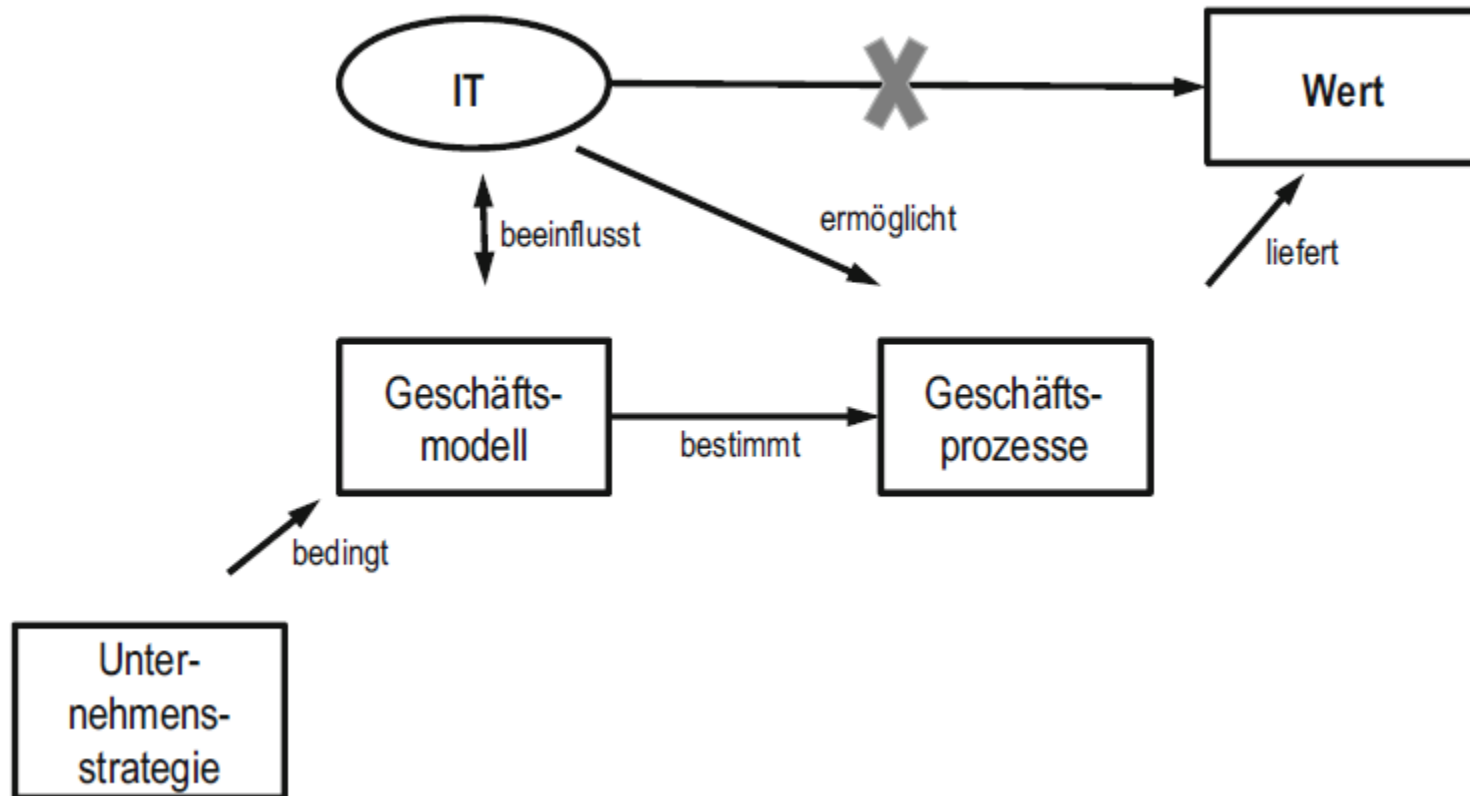 IT
Wert
beeinflusst
ermöglicht
liefert
Geschäfts-
modell
bestimmt
Geschäfts-
prozesse
bedingt
Unter-
nehmens-
strategie